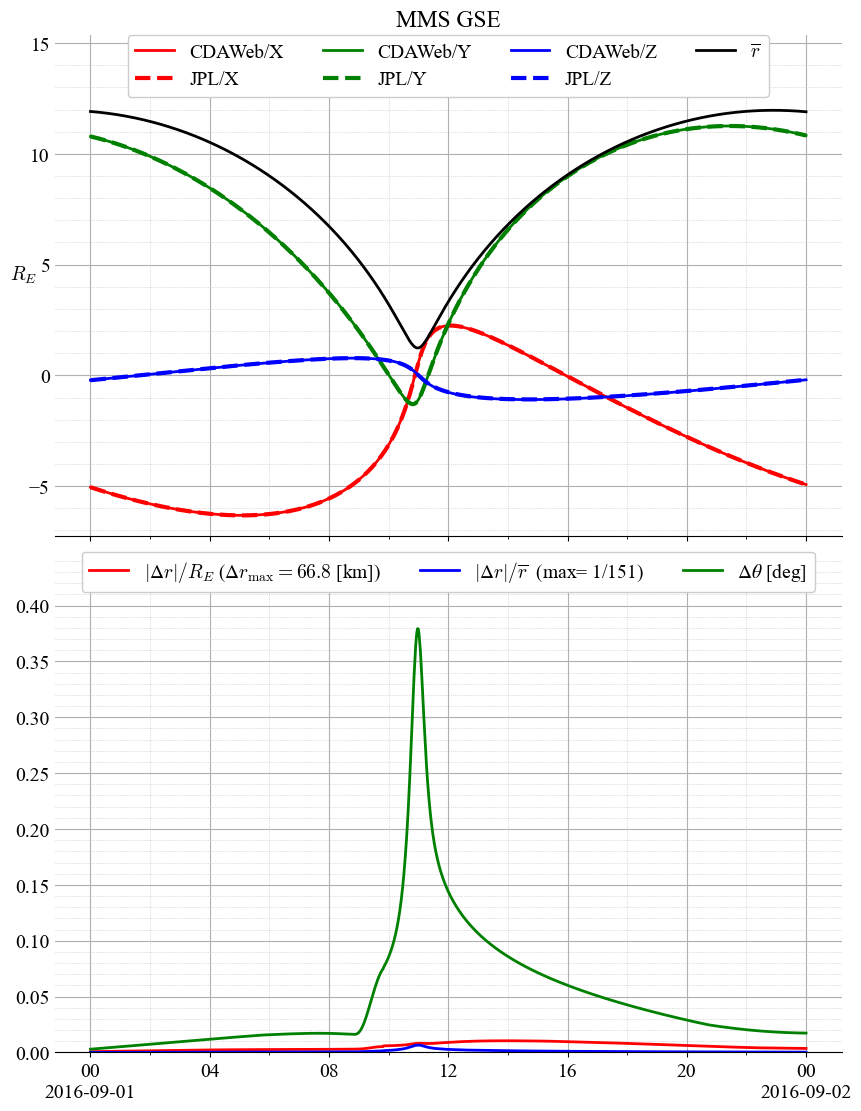 MMS GSE
CDAWeb/X CDAWeb/Y CDAWeb/Z r̅
JPL/X JPL/Y JPL/Z
15
10
5
R_E
0
−5
|Δr|/R_E (Δr_max = 66.8 [km]) |Δr|/r̅ (max= 1/151) Δθ [deg]
0.40
0.35
0.30
0.25
0.20
0.15
0.10
0.05
0.00
00 04 08 12 16 20 00
2016-09-01 2016-09-02